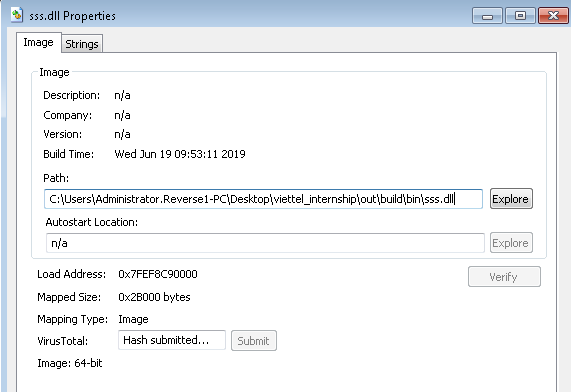 sss.dll Properties
Image Strings
Image
Description: n/a
Company: n/a
Version: n/a
Build Time: Wed Jun 19 09:53:11 2019
Path:
C:\Users\Administrator.Reverse1-PC\Desktop\viettel_internship\out\build\bin\sss.dll Explore
Autostart Location:
n/a Explore
Load Address: 0x7FEF8C90000 Verify
Mapped Size: 0x2B000 bytes
Mapping Type: Image
VirusTotal: Hash submitted... Submit
Image: 64-bit